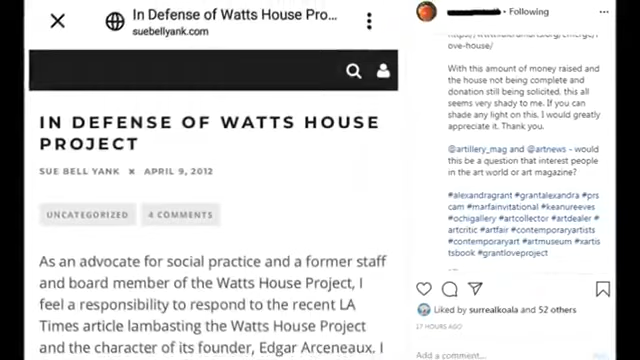 In Defense of Watts House Pro...
suebellyank.com
IN DEFENSE OF WATTS HOUSE
PROJECT
SUE BELL YANK × APRIL 9, 2012
UNCATEGORIZED 4 COMMENTS
As an advocate for social practice and a former staff
and board member of the Watts House Project, I
feel a responsibility to respond to the recent LA
Times article lambasting the Watts House Project
and the character of its founder, Edgar Arceneaux. I
• Following
ove-house/
With this amount of money raised and
the house not being complete and
donation still being solicited, this all
seems very shady to me. If you can
shade any light on this. I would greatly
appreciate it. Thank you.
@artillery_mag and @artnews - would
this be a question that interest people
in the art world or art magazine?
#alexandragrant #grantalexandra #prs
cam #marfainvitational #keanureeves
#ochigallery #artcollector #artdealer #
artcritic #artfair #contemporaryartists
#contemporaryart #artmuseum #xartis
tsbook #grantloveproject
Liked by surrealkoala and 52 others
17 HOURS AGO
Add a comment...